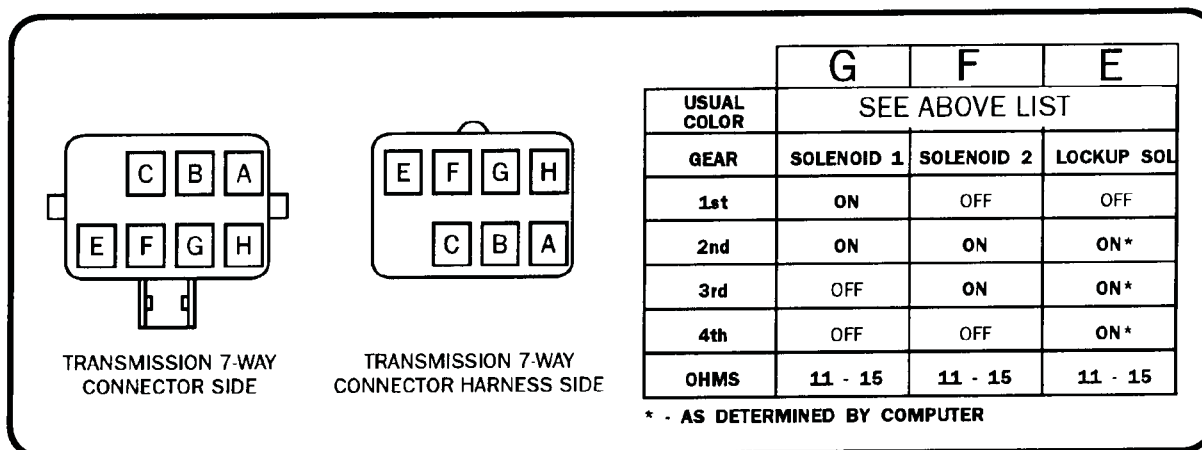 C B A
E F G H
TRANSMISSION 7-WAY
CONNECTOR SIDE
E F G H
C B A
TRANSMISSION 7-WAY
CONNECTOR HARNESS SIDE
G F E
USUAL
COLOR
SEE ABOVE LIST
GEAR SOLENOID 1 SOLENOID 2 LOCKUP SOL
1st ON OFF OFF
2nd ON ON ON*
3rd OFF ON ON*
4th OFF OFF ON*
OHMS 11 - 15 11 - 15 11 - 15
* - AS DETERMINED BY COMPUTER